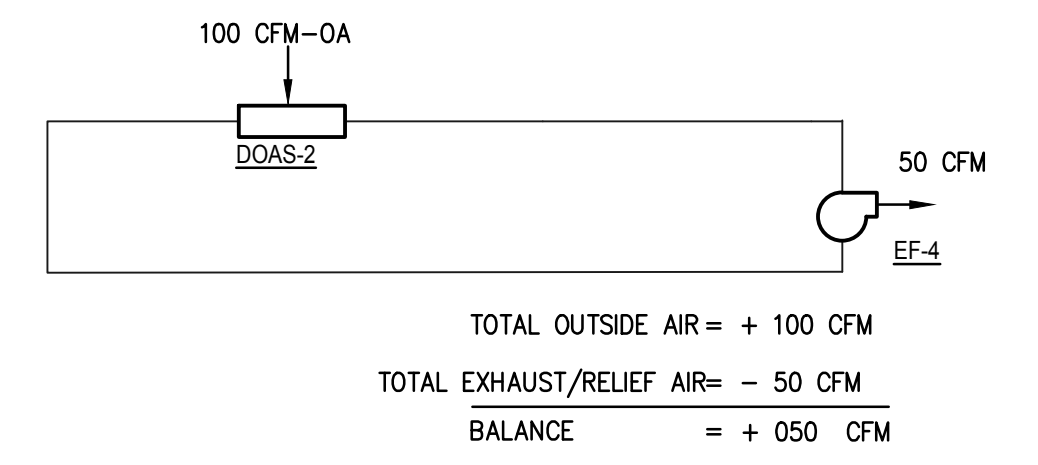 100 CFM-OA
DOAS-2
50 CFM
EF-4
TOTAL OUTSIDE AIR = + 100 CFM
TOTAL EXHAUST/RELIEF AIR= - 50 CFM
BALANCE = + 050 CFM